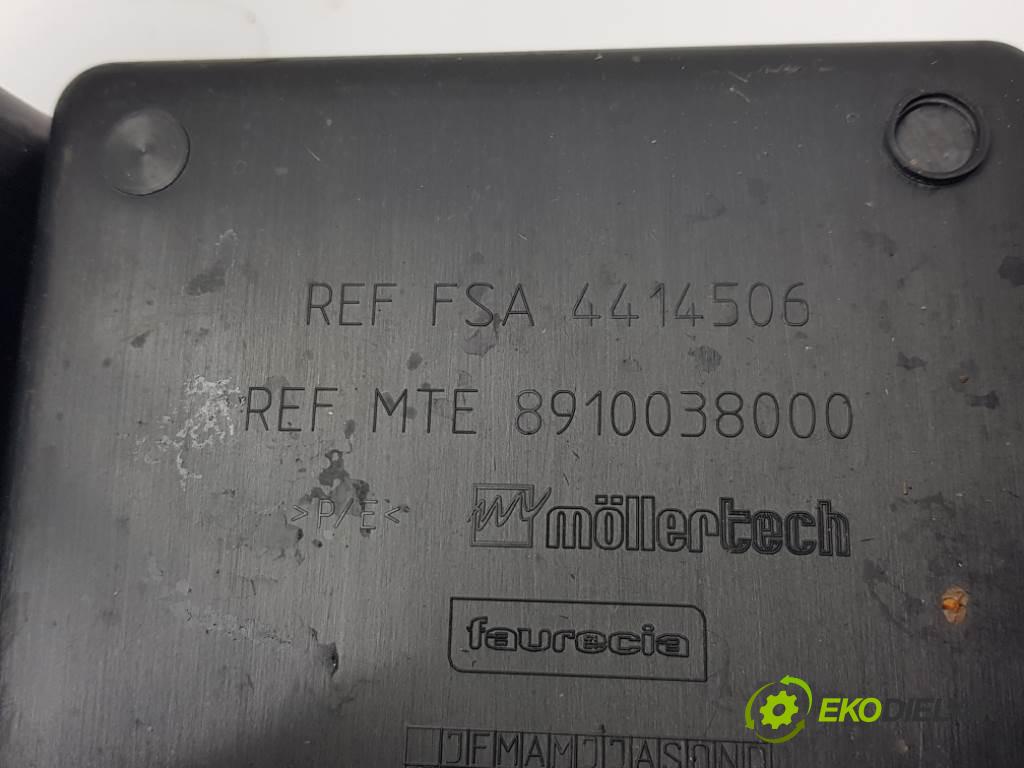 REF FSA 4414506
REF MTE 8910038000
>P/E<
möllertech
faurecia
JFMAMJJASOND
EKODIEL